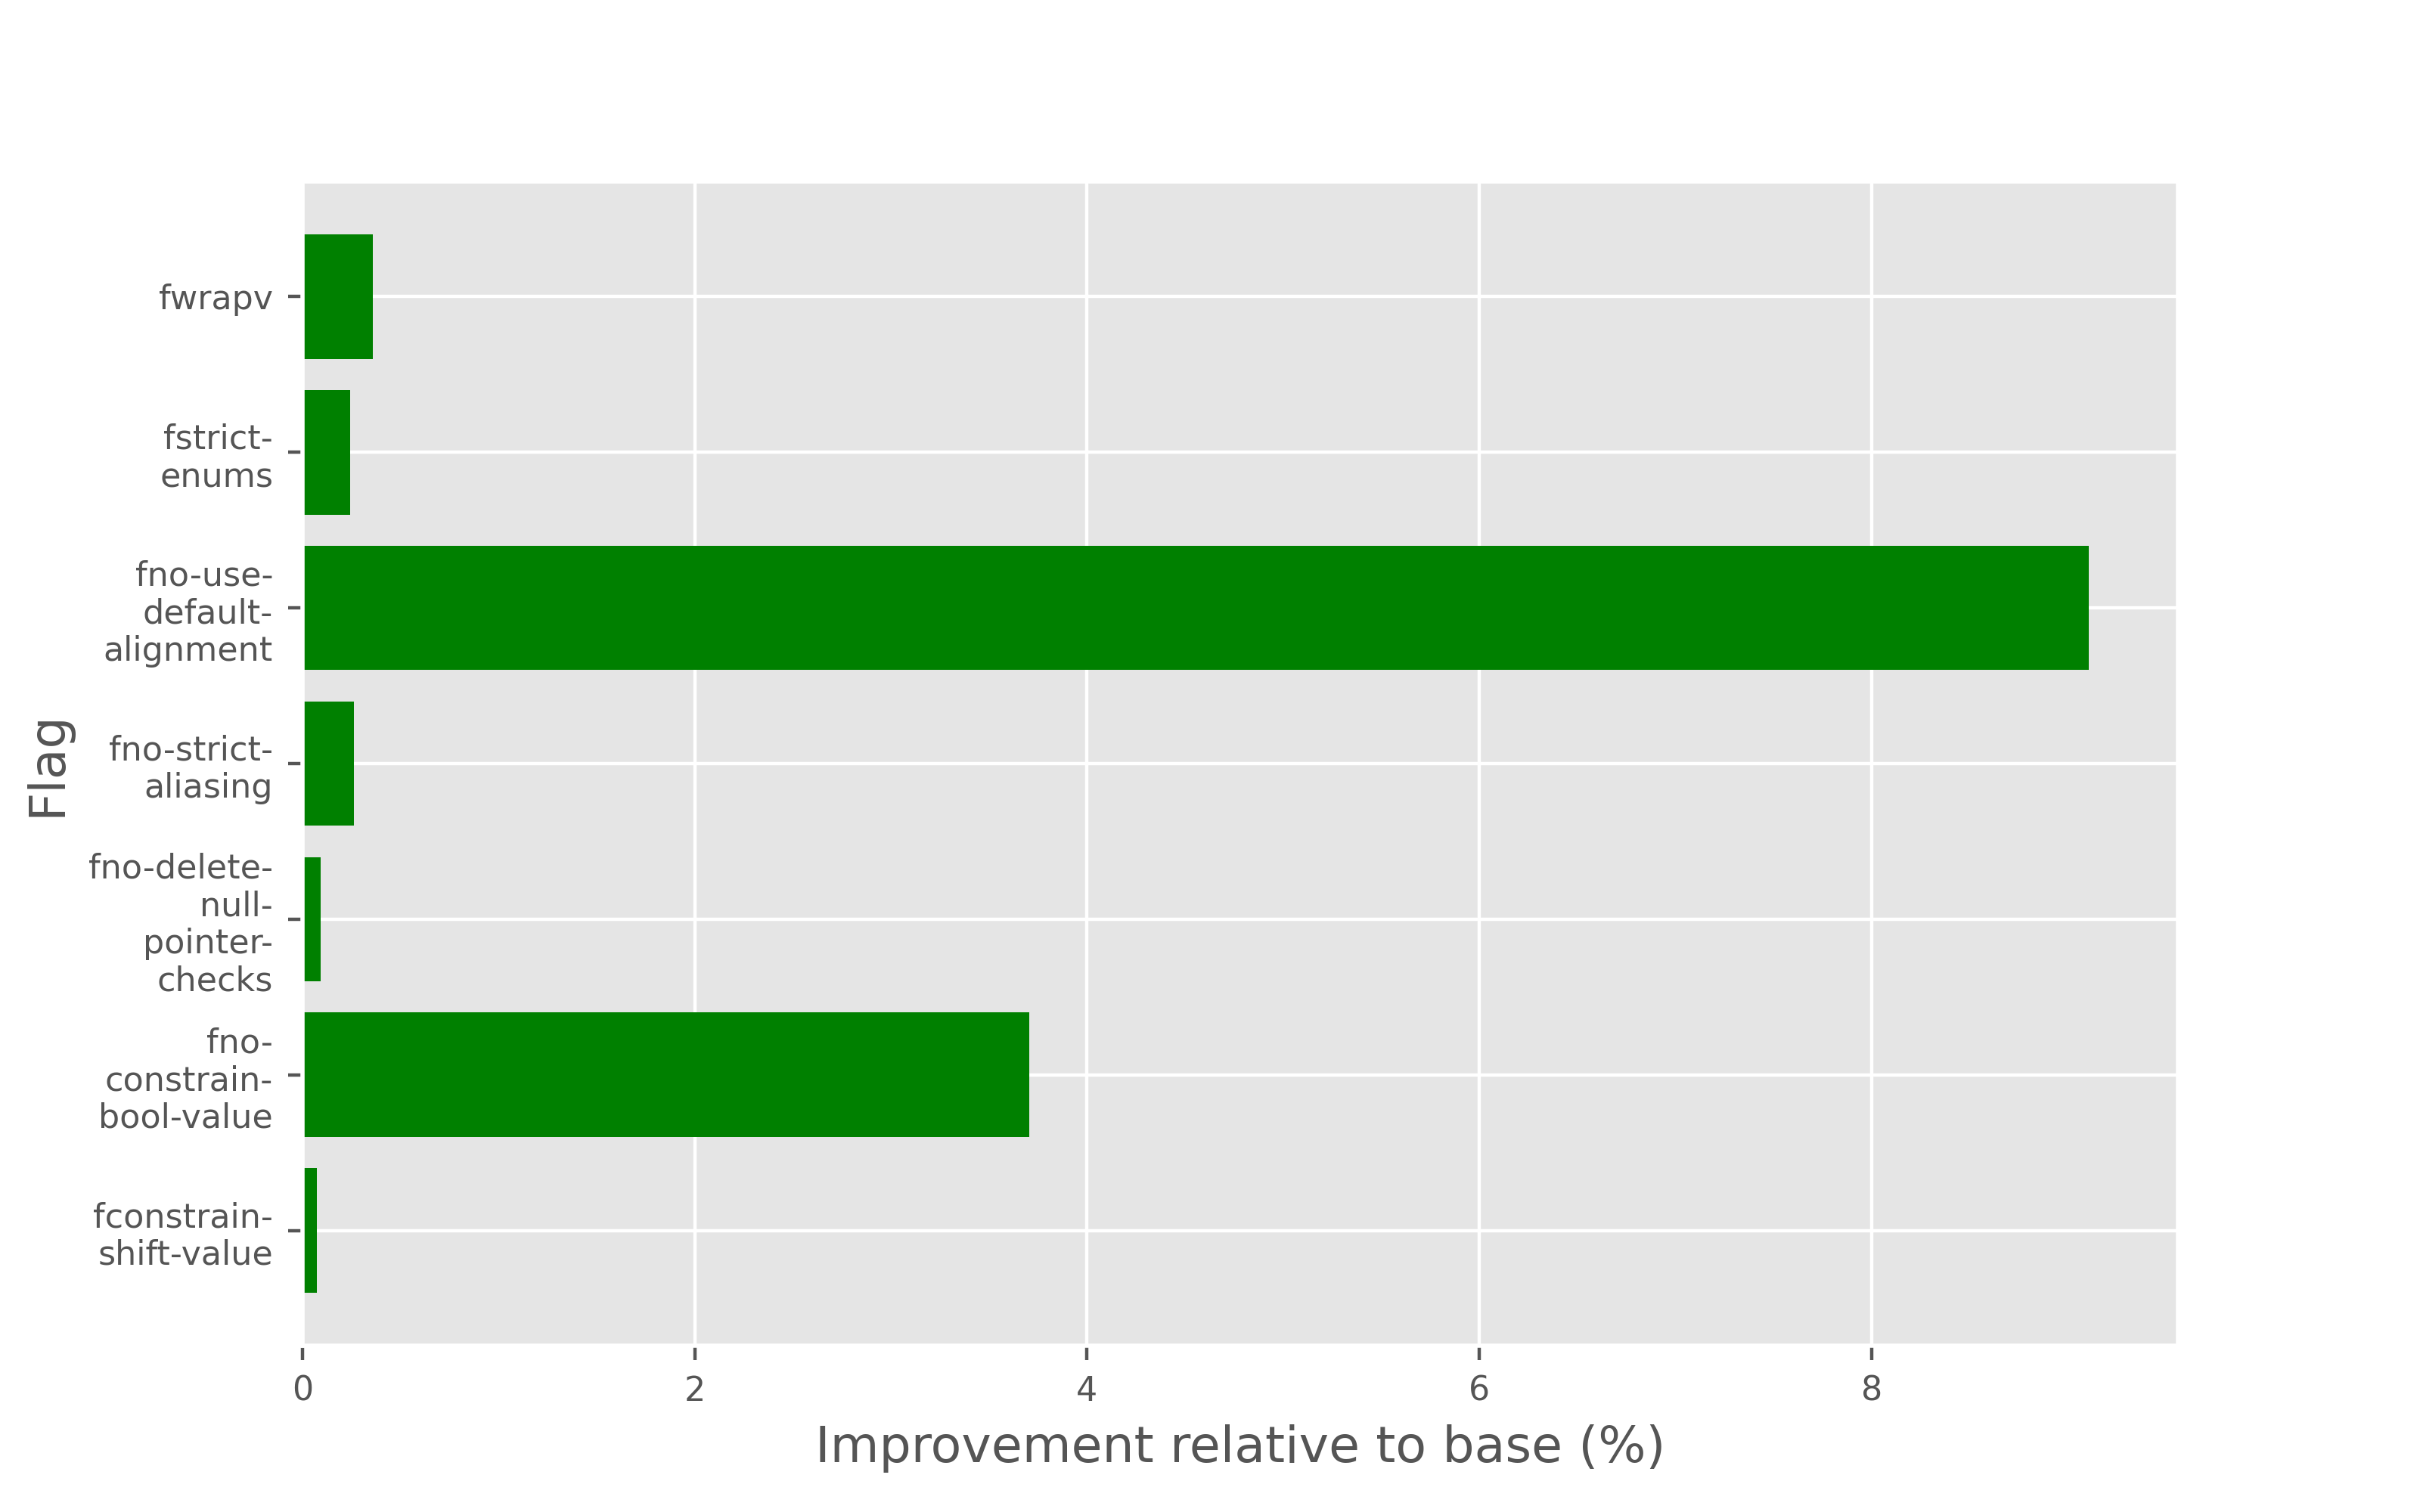 fwrapv
fstrict-
enums
fno-use-
default-
alignment
fno-strict-
aliasing
fno-delete-
null-
pointer-
checks
fno-
constrain-
bool-value
fconstrain-
shift-value
Flag
0 2 4 6 8
Improvement relative to base (%)